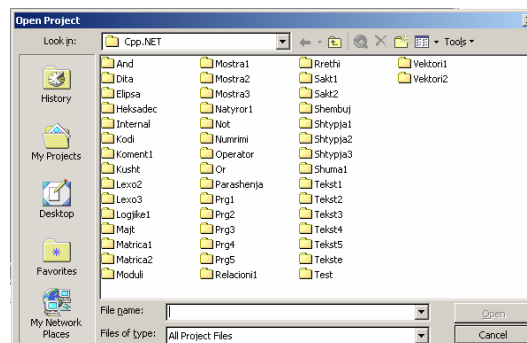 Open Project
Look in: Cpp.NET Tools
History
My Projects
Desktop
Favorites
My Network Places
And
Dita
Elipsa
Heksadec
Internal
Kodi
Koment1
Kusht
Lexo2
Lexo3
Logjike1
Majt
Matrica1
Matrica2
Moduli
Mostra1
Mostra2
Mostra3
Natyror1
Not
Numrimi
Operator
Or
Parashenja
Prg1
Prg2
Prg3
Prg4
Prg5
Relacioni1
Rrethi
Sakt1
Sakt2
Shembuj
Shtypja1
Shtypja2
Shtypja3
Shuma1
Tekst1
Tekst2
Tekst3
Tekst4
Tekst5
Tekste
Test
Vektori1
Vektori2
File name: Open
Files of type: All Project Files Cancel